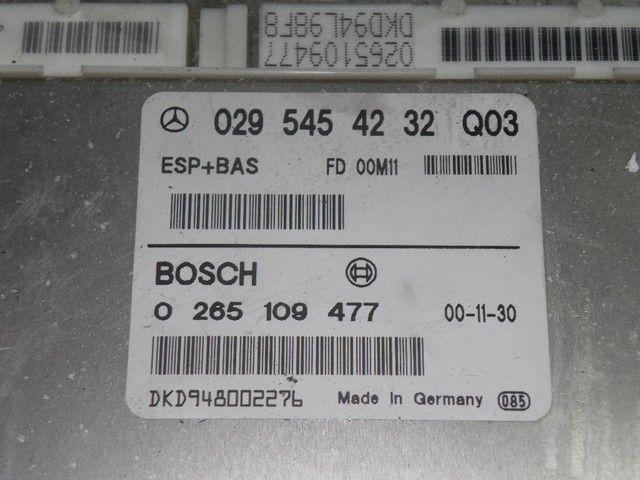 0265109477
DKD94L98F8
029 545 42 32 Q03
ESP+BAS FD 00M11
BOSCH
0 265 109 477 00-11-30
DKD948002276 Made In Germany 085